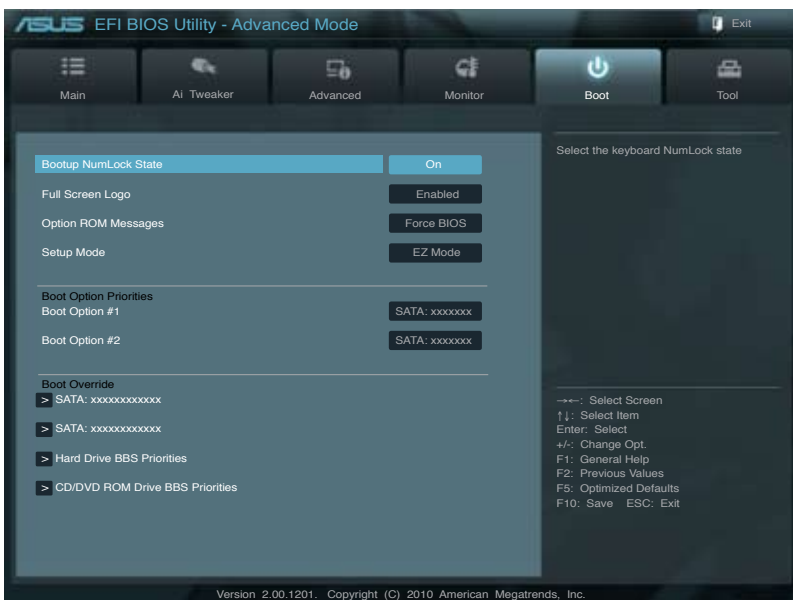 ASUS EFI BIOS Utility - Advanced Mode
Exit
Main
Ai Tweaker
Advanced
Monitor
Boot
Tool
Bootup NumLock State On
Full Screen Logo Enabled
Option ROM Messages Force BIOS
Setup Mode EZ Mode
Boot Option Priorities
Boot Option #1 SATA: xxxxxxx
Boot Option #2 SATA: xxxxxxx
Boot Override
> SATA: xxxxxxxxxxxx
> SATA: xxxxxxxxxxxx
> Hard Drive BBS Priorities
> CD/DVD ROM Drive BBS Priorities
Select the keyboard NumLock state
→←: Select Screen
↑↓: Select Item
Enter: Select
+/-: Change Opt.
F1: General Help
F2: Previous Values
F5: Optimized Defaults
F10: Save ESC: Exit
Version 2.00.1201. Copyright (C) 2010 American Megatrends, Inc.